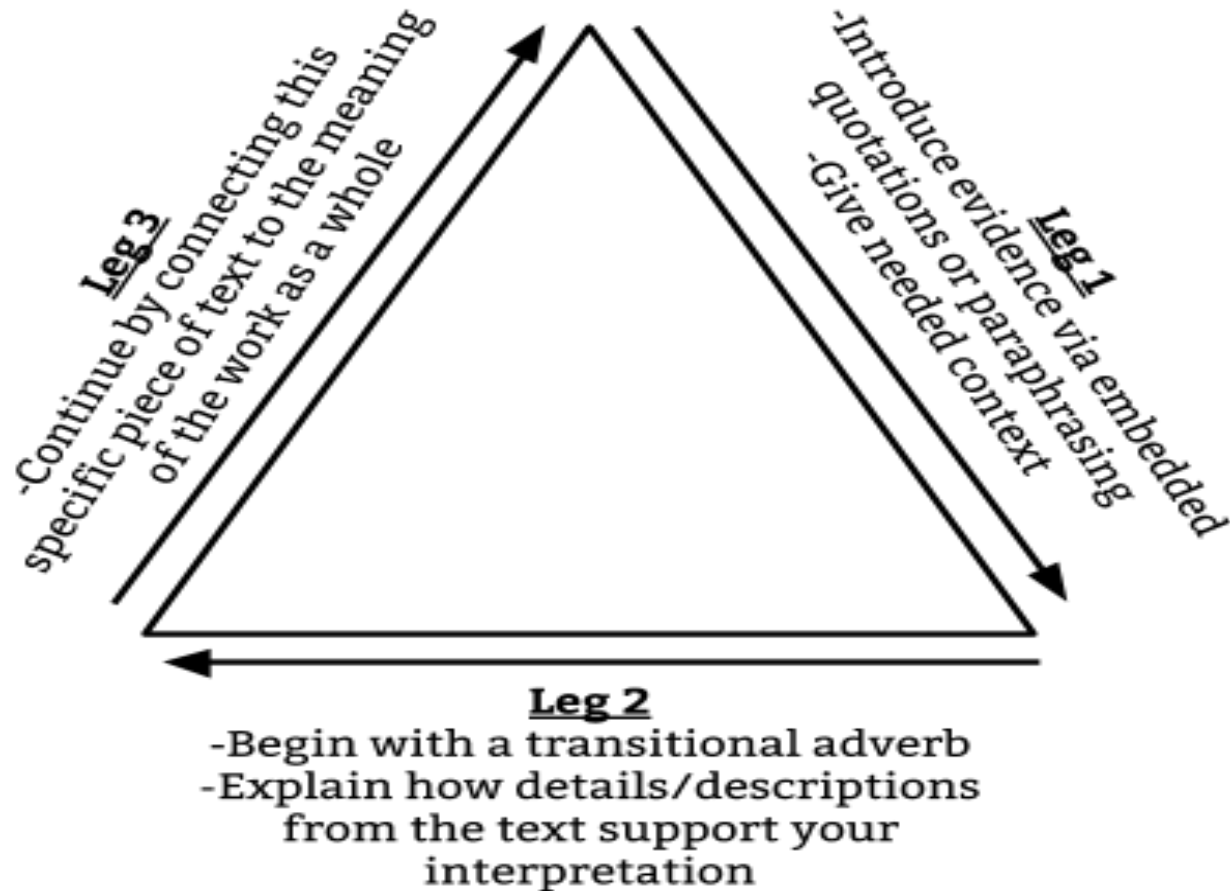 Leg 1
-Introduce evidence via embedded
quotations or paraphrasing
-Give needed context
Leg 2
-Begin with a transitional adverb
-Explain how details/descriptions
from the text support your
interpretation
Leg 3
-Continue by connecting this
specific piece of text to the meaning
of the work as a whole